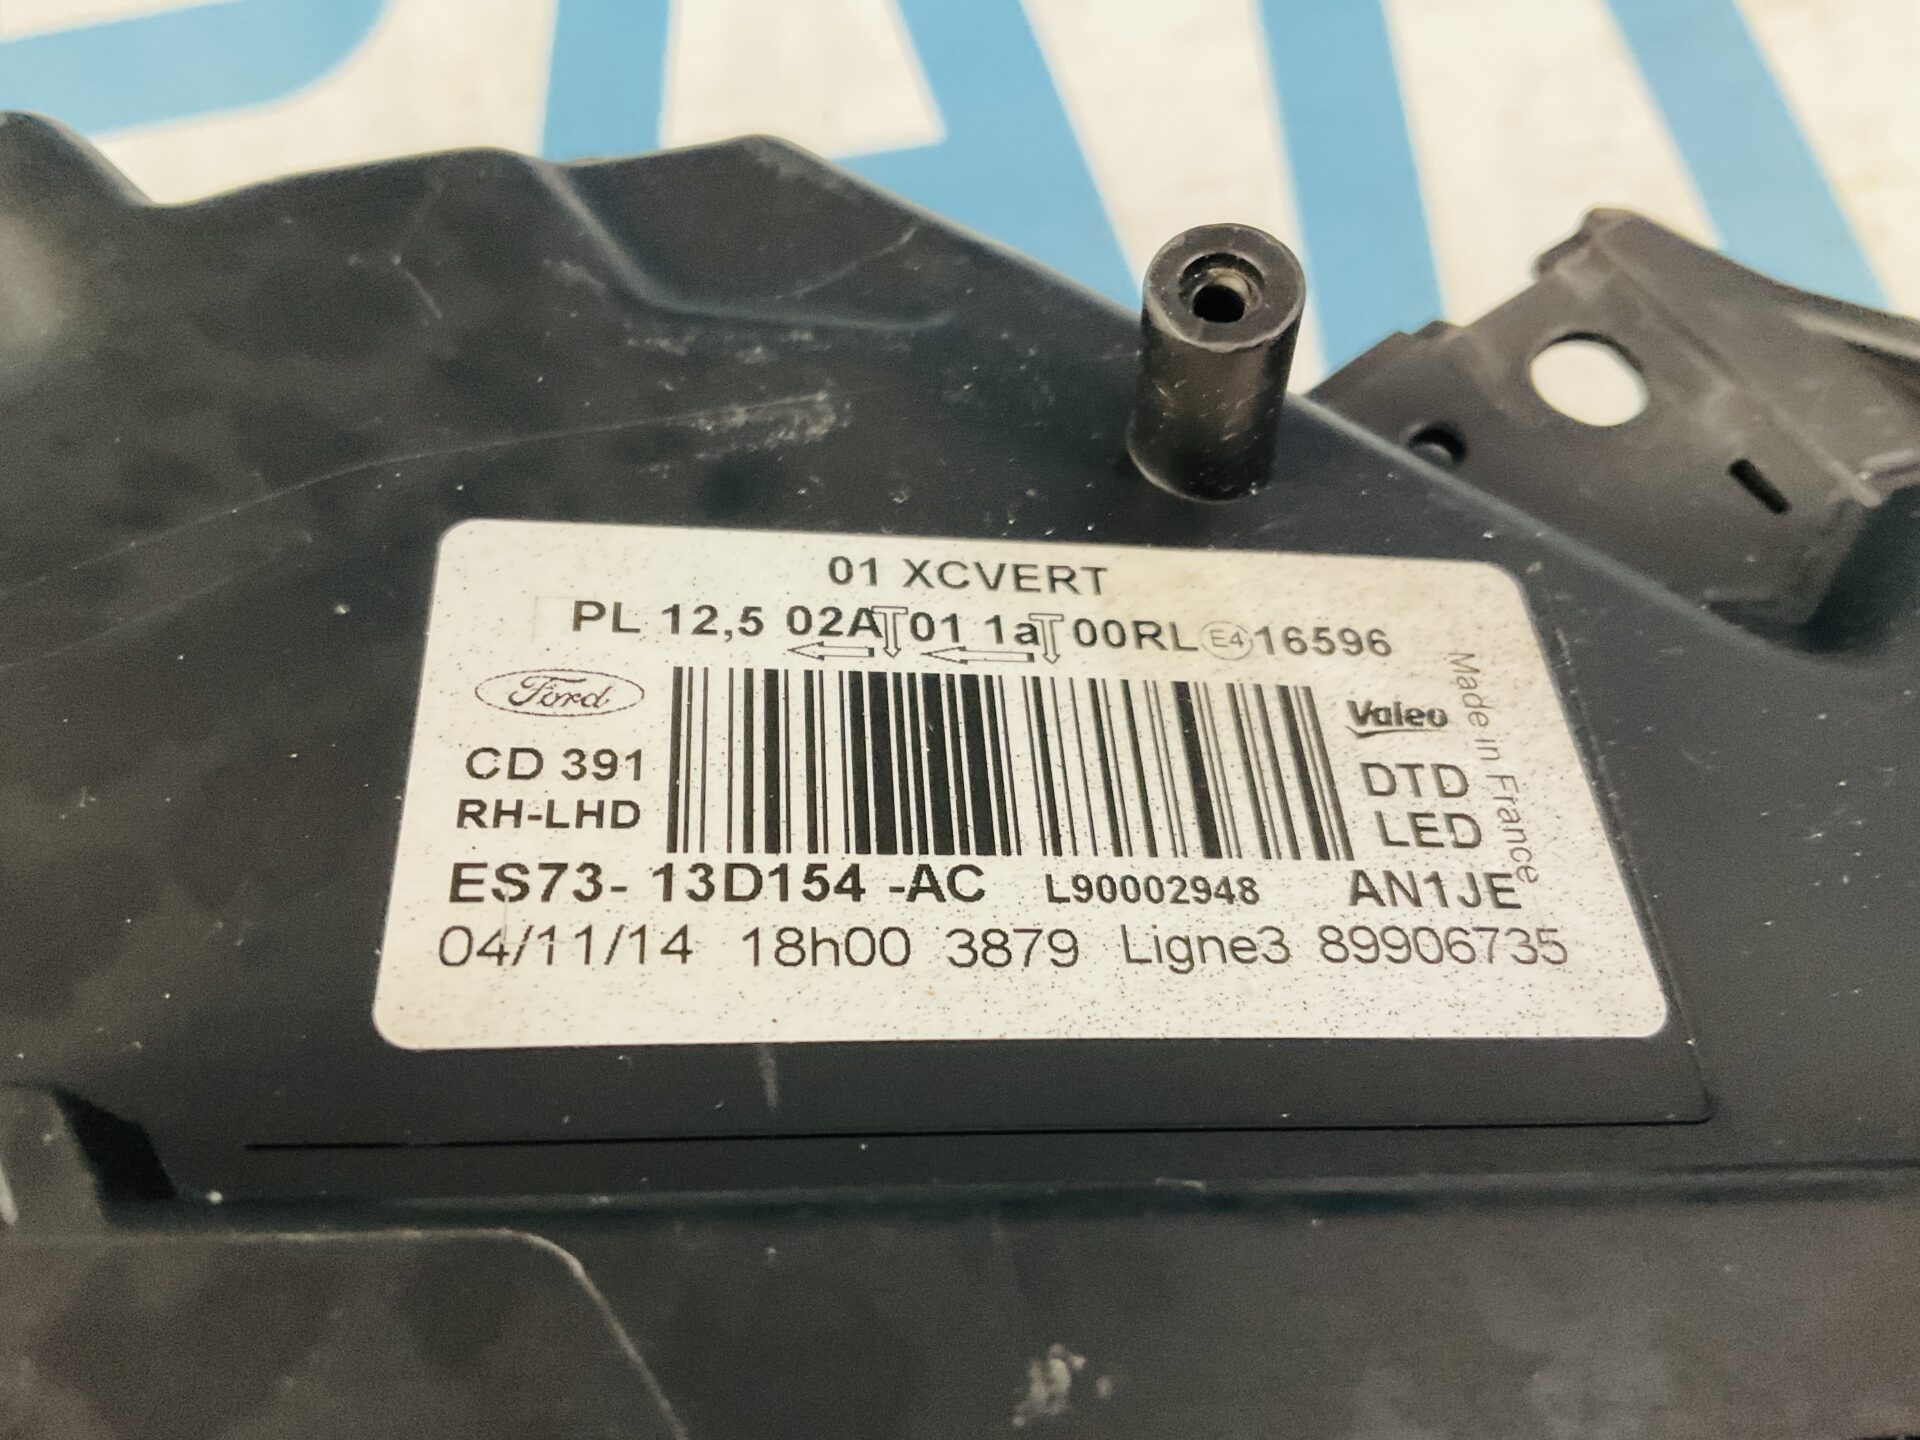 01 XCVERT
PL 12,5 02A 01 1a 00RL E4 16596
Ford
Valeo
Made in France
CD 391
DTD
RH-LHD
LED
ES73- 13D154 -AC L90002948 AN1JE
04/11/14 18h00 3879 Ligne3 89906735